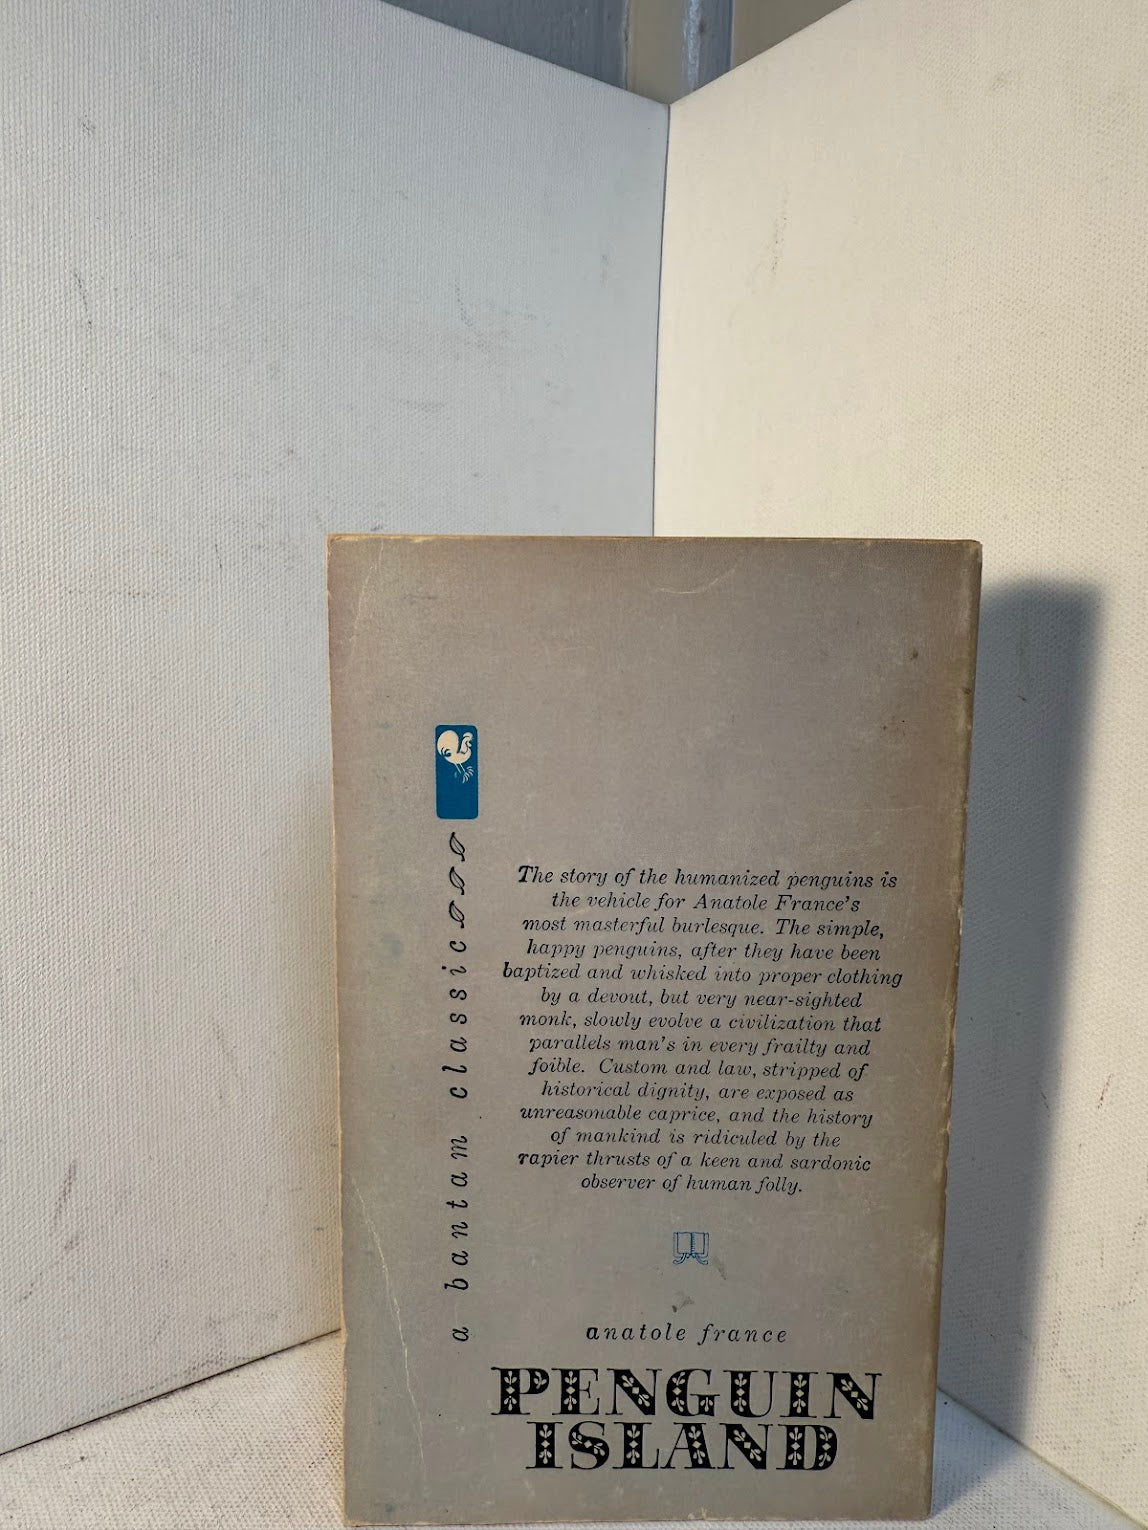 a bantam classic
The story of the humanized penguins is
the vehicle for Anatole France's
most masterful burlesque. The simple,
happy penguins, after they have been
baptized and whisked into proper clothing
by a devout, but very near-sighted
monk, slowly evolve a civilization that
parallels man's in every frailty and
foible. Custom and law, stripped of
historical dignity, are exposed as
unreasonable caprice, and the history
of mankind is ridiculed by the
rapier thrusts of a keen and sardonic
observer of human folly.
anatole france
PENGUIN
ISLAND